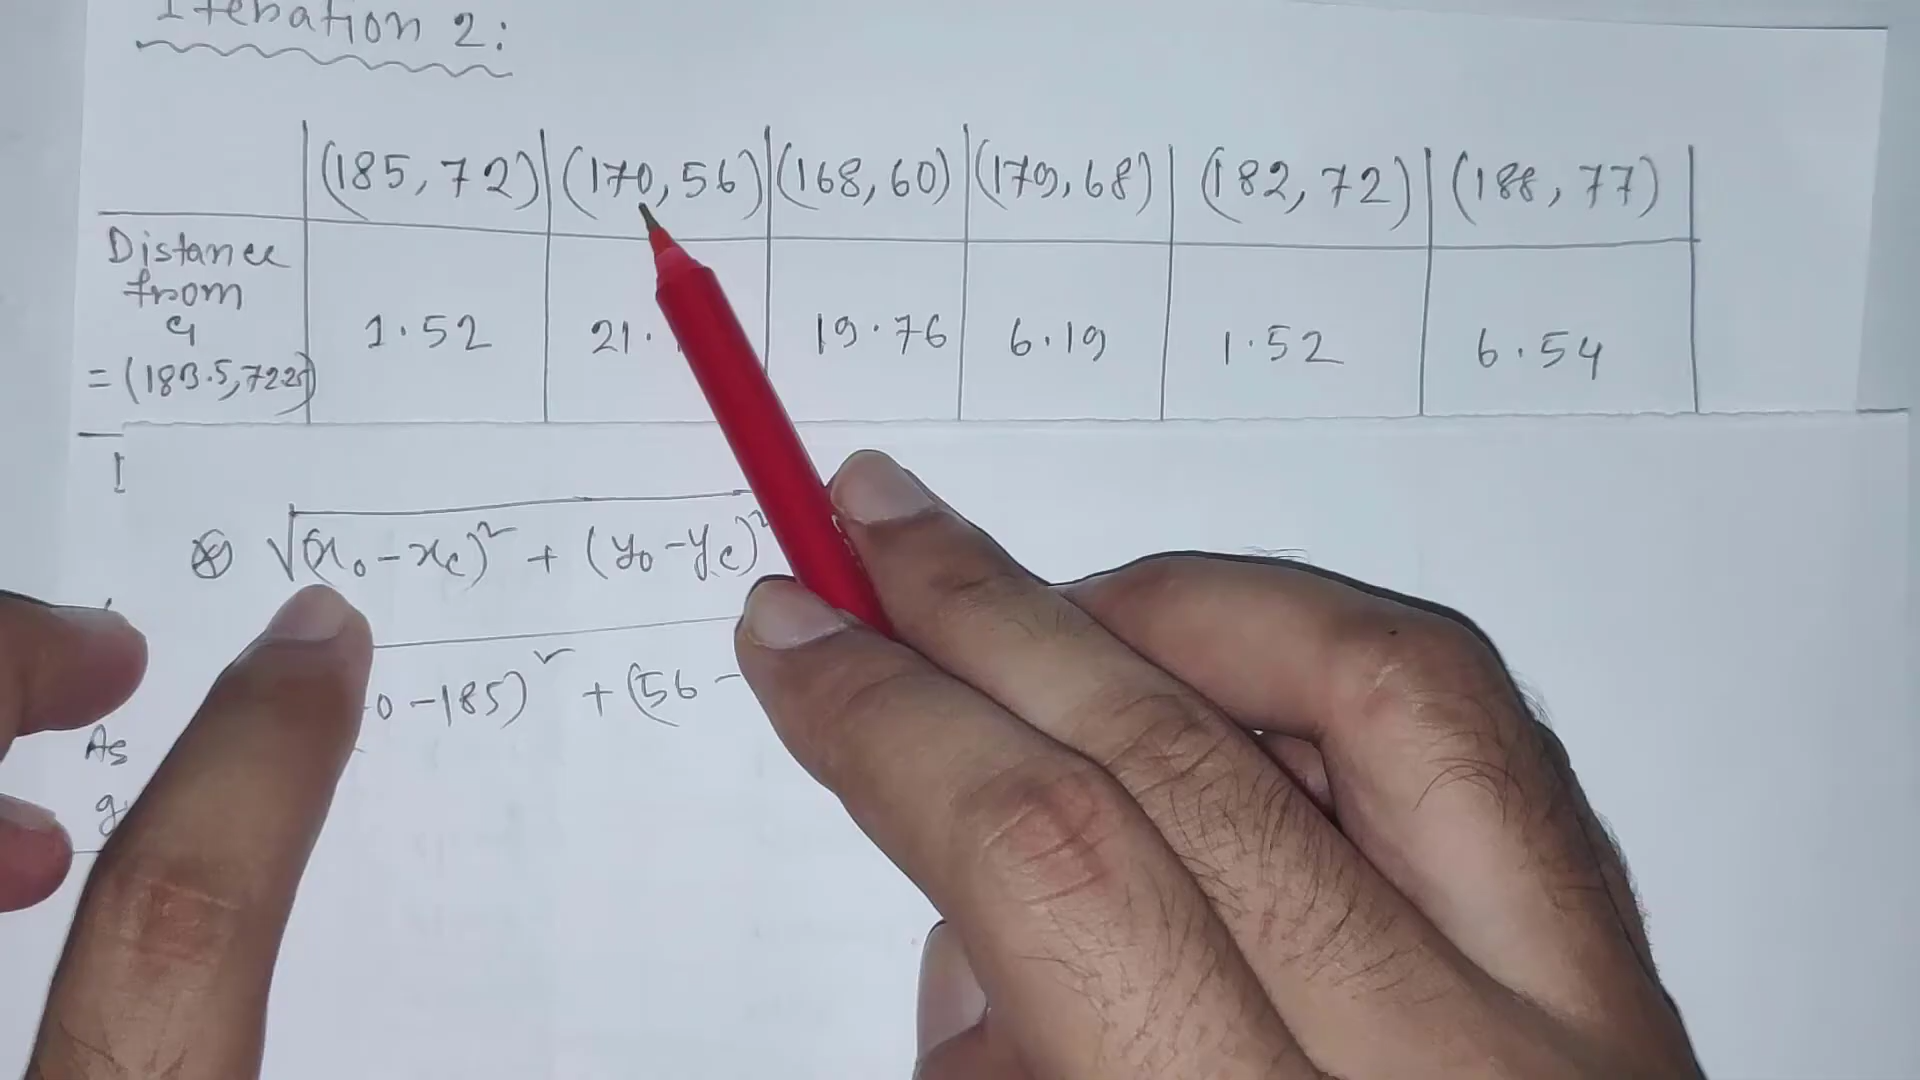 Iteration 2:
(185,72) (170,56) (168,60) (179,68) (182,72) (188,77)
Distance
from
C1
= (183.5,72.25)
1.52 21. 19.76 6.19 1.52 6.54
√(x₀-x꜀)² + (y₀-y꜀)²
0-185)² + (56 -
As